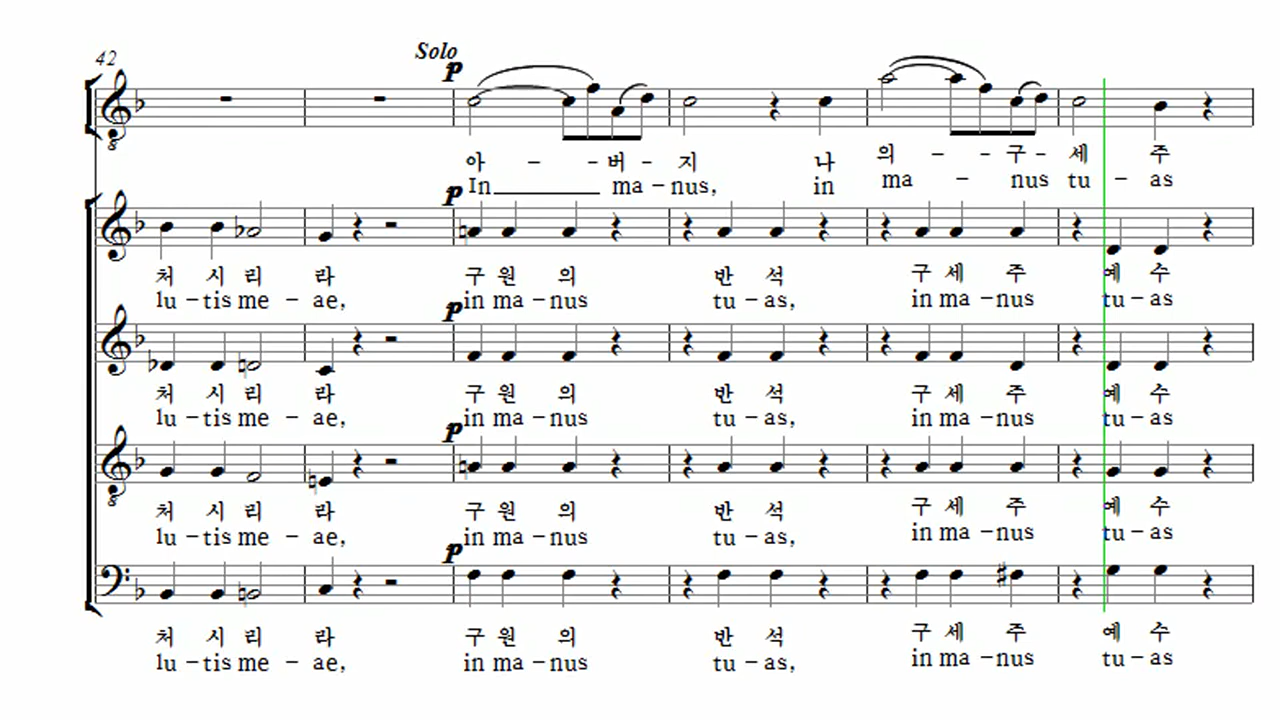 42
Solo
p
아 - - 버 - 지 나 의 - - 구 - 세 주
In ma - nus, in ma - nus tu - as
p
처 시 리 라 구 원 의 반 석 구 세 주 예 수
lu - tis me - ae, in ma - nus tu - as, in ma - nus tu - as
p
처 시 리 라 구 원 의 반 석 구 세 주 예 수
lu - tis me - ae, in ma - nus tu - as, in ma - nus tu - as
p
8
처 시 리 라 구 원 의 반 석 구 세 주 예 수
lu - tis me - ae, in ma - nus tu - as, in ma - nus tu - as
p
처 시 리 라 구 원 의 반 석 구 세 주 예 수
lu - tis me - ae, in ma - nus tu - as, in ma - nus tu - as